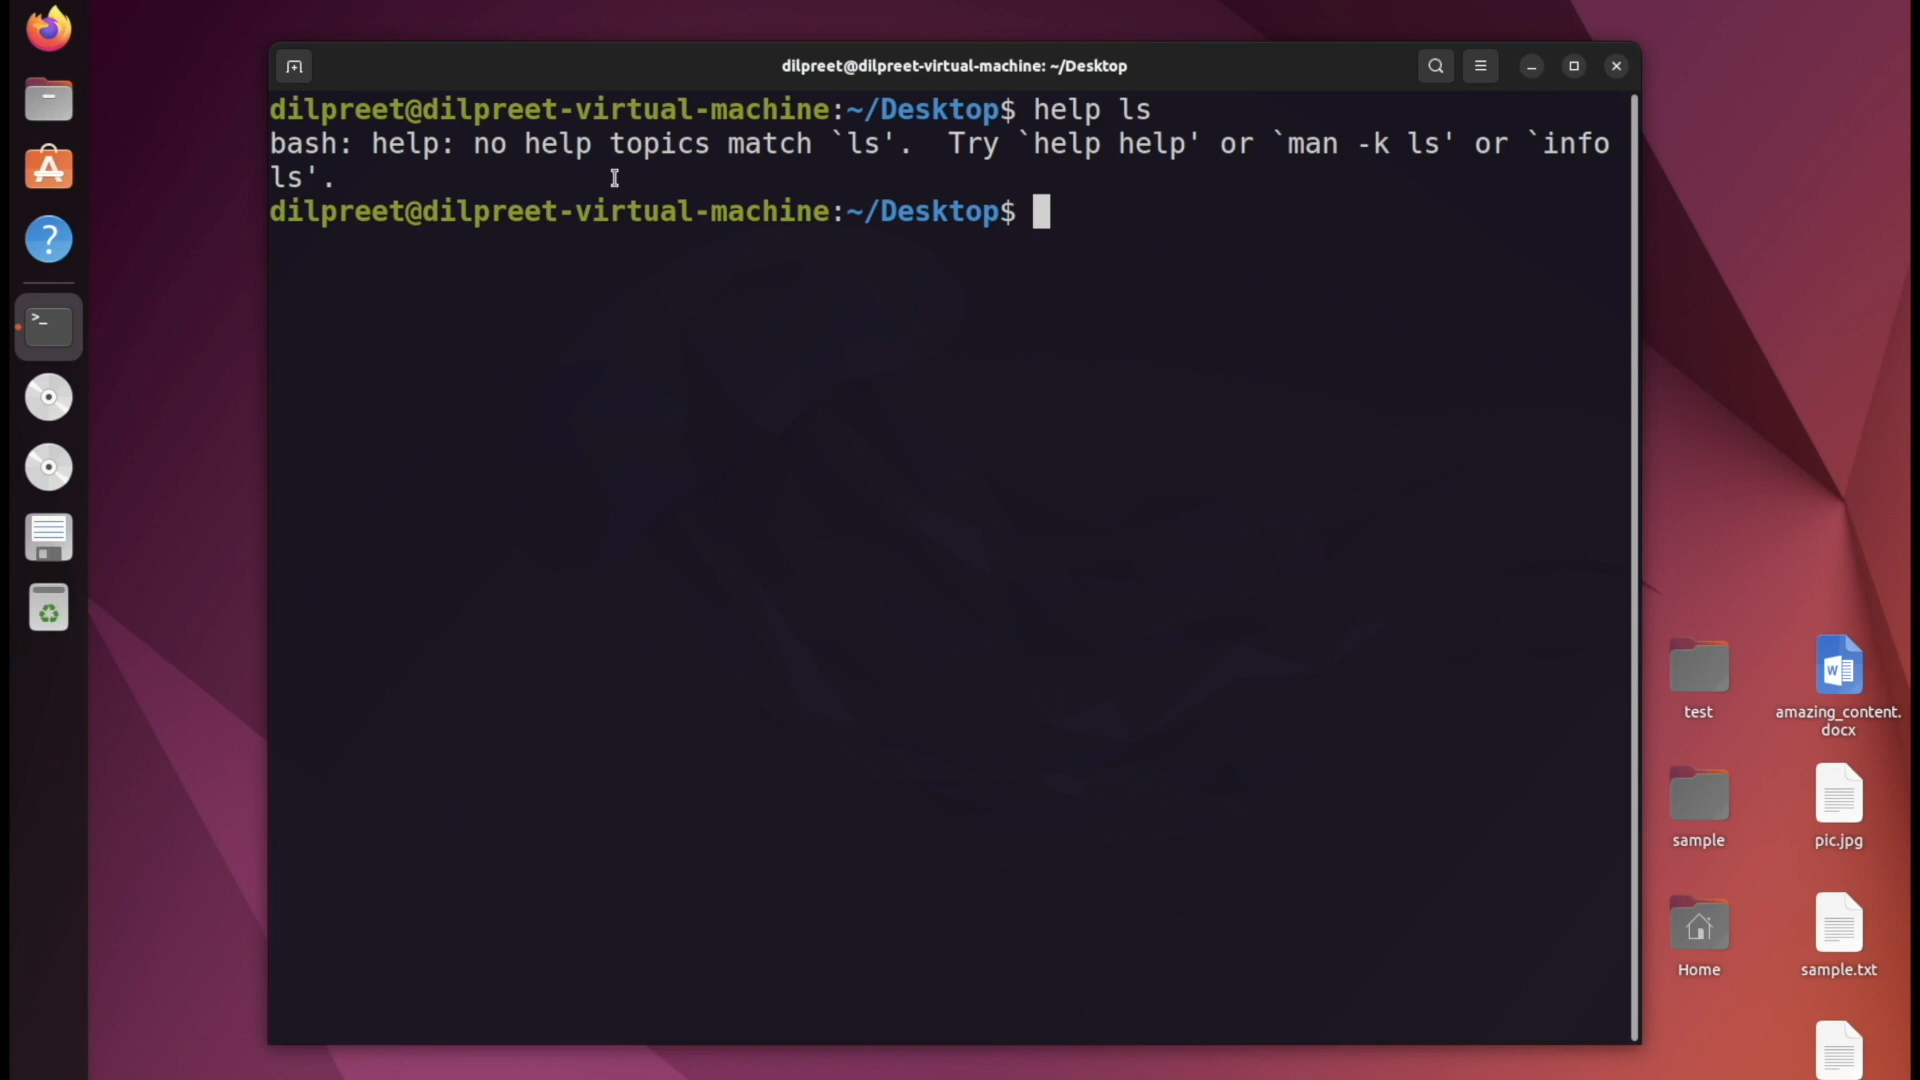 dilpreet@dilpreet-virtual-machine: ~/Desktop
dilpreet@dilpreet-virtual-machine:~/Desktop$ help ls
bash: help: no help topics match `ls'.  Try `help help' or `man -k ls' or `info
ls'.
dilpreet@dilpreet-virtual-machine:~/Desktop$
>_
?
W
test
amazing_content.
docx
sample
pic.jpg
Home
sample.txt